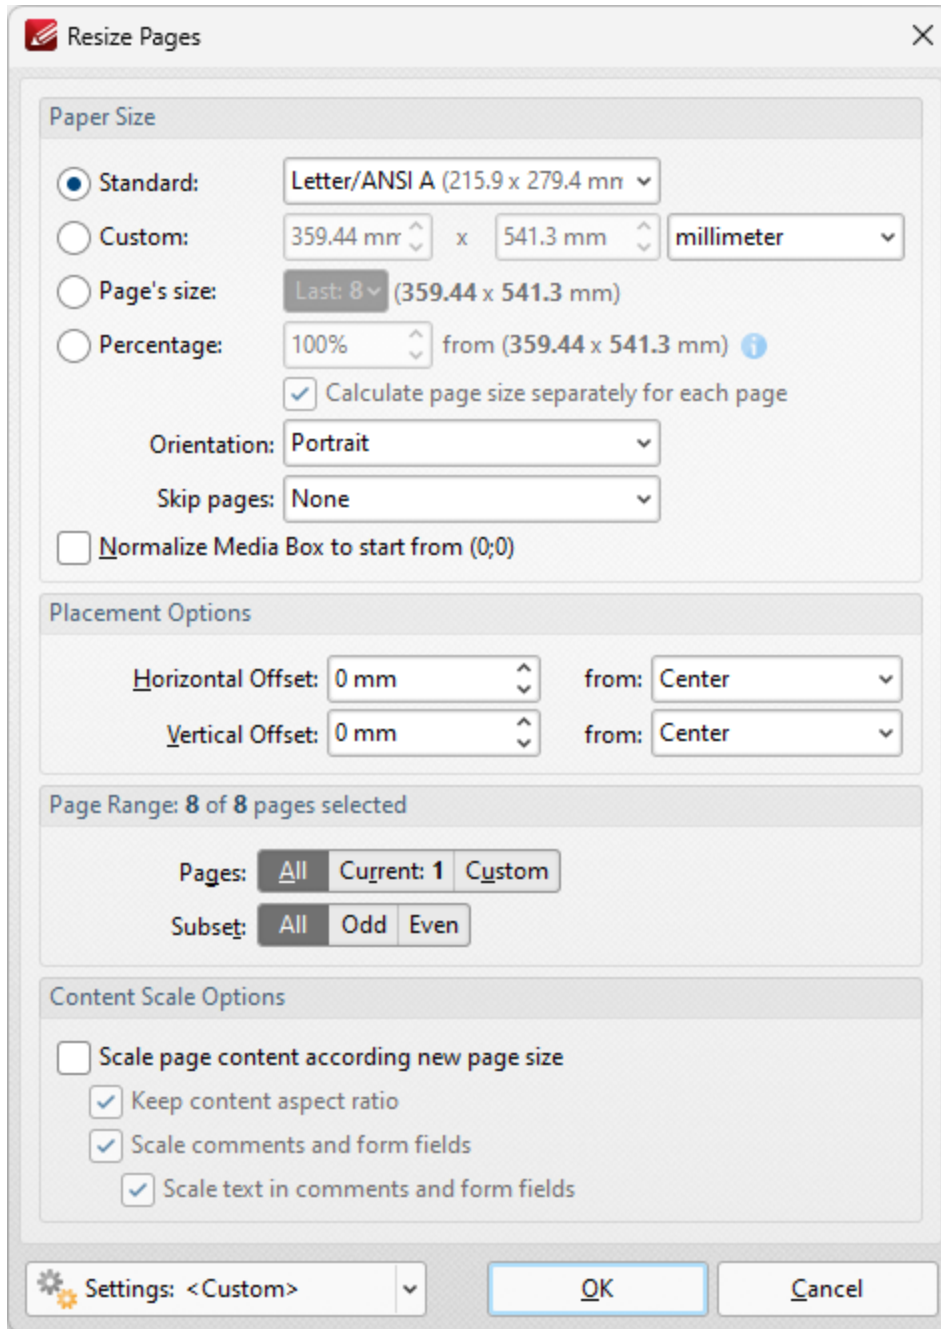 Resize Pages
Paper Size
Standard: Letter/ANSI A (215.9 x 279.4 mm
Custom: 359.44 mm x 541.3 mm millimeter
Page's size: Last: 8 (359.44 x 541.3 mm)
Percentage: 100% from (359.44 x 541.3 mm)
Calculate page size separately for each page
Orientation: Portrait
Skip pages: None
Normalize Media Box to start from (0;0)
Placement Options
Horizontal Offset: 0 mm from: Center
Vertical Offset: 0 mm from: Center
Page Range: 8 of 8 pages selected
Pages: All Current: 1 Custom
Subset: All Odd Even
Content Scale Options
Scale page content according new page size
Keep content aspect ratio
Scale comments and form fields
Scale text in comments and form fields
Settings: <Custom> OK Cancel